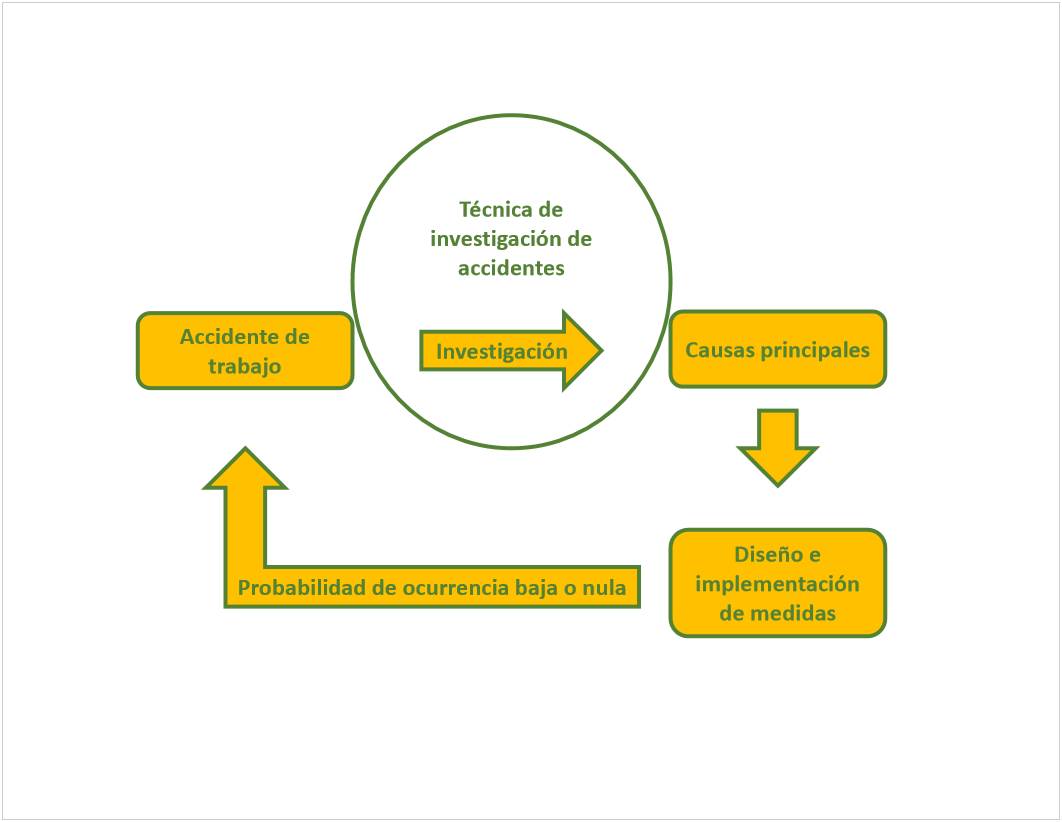 Técnica de
investigación de
accidentes
Accidente de
trabajo
Investigación
Causas principales
Diseño e
implementación
de medidas
Probabilidad de ocurrencia baja o nula